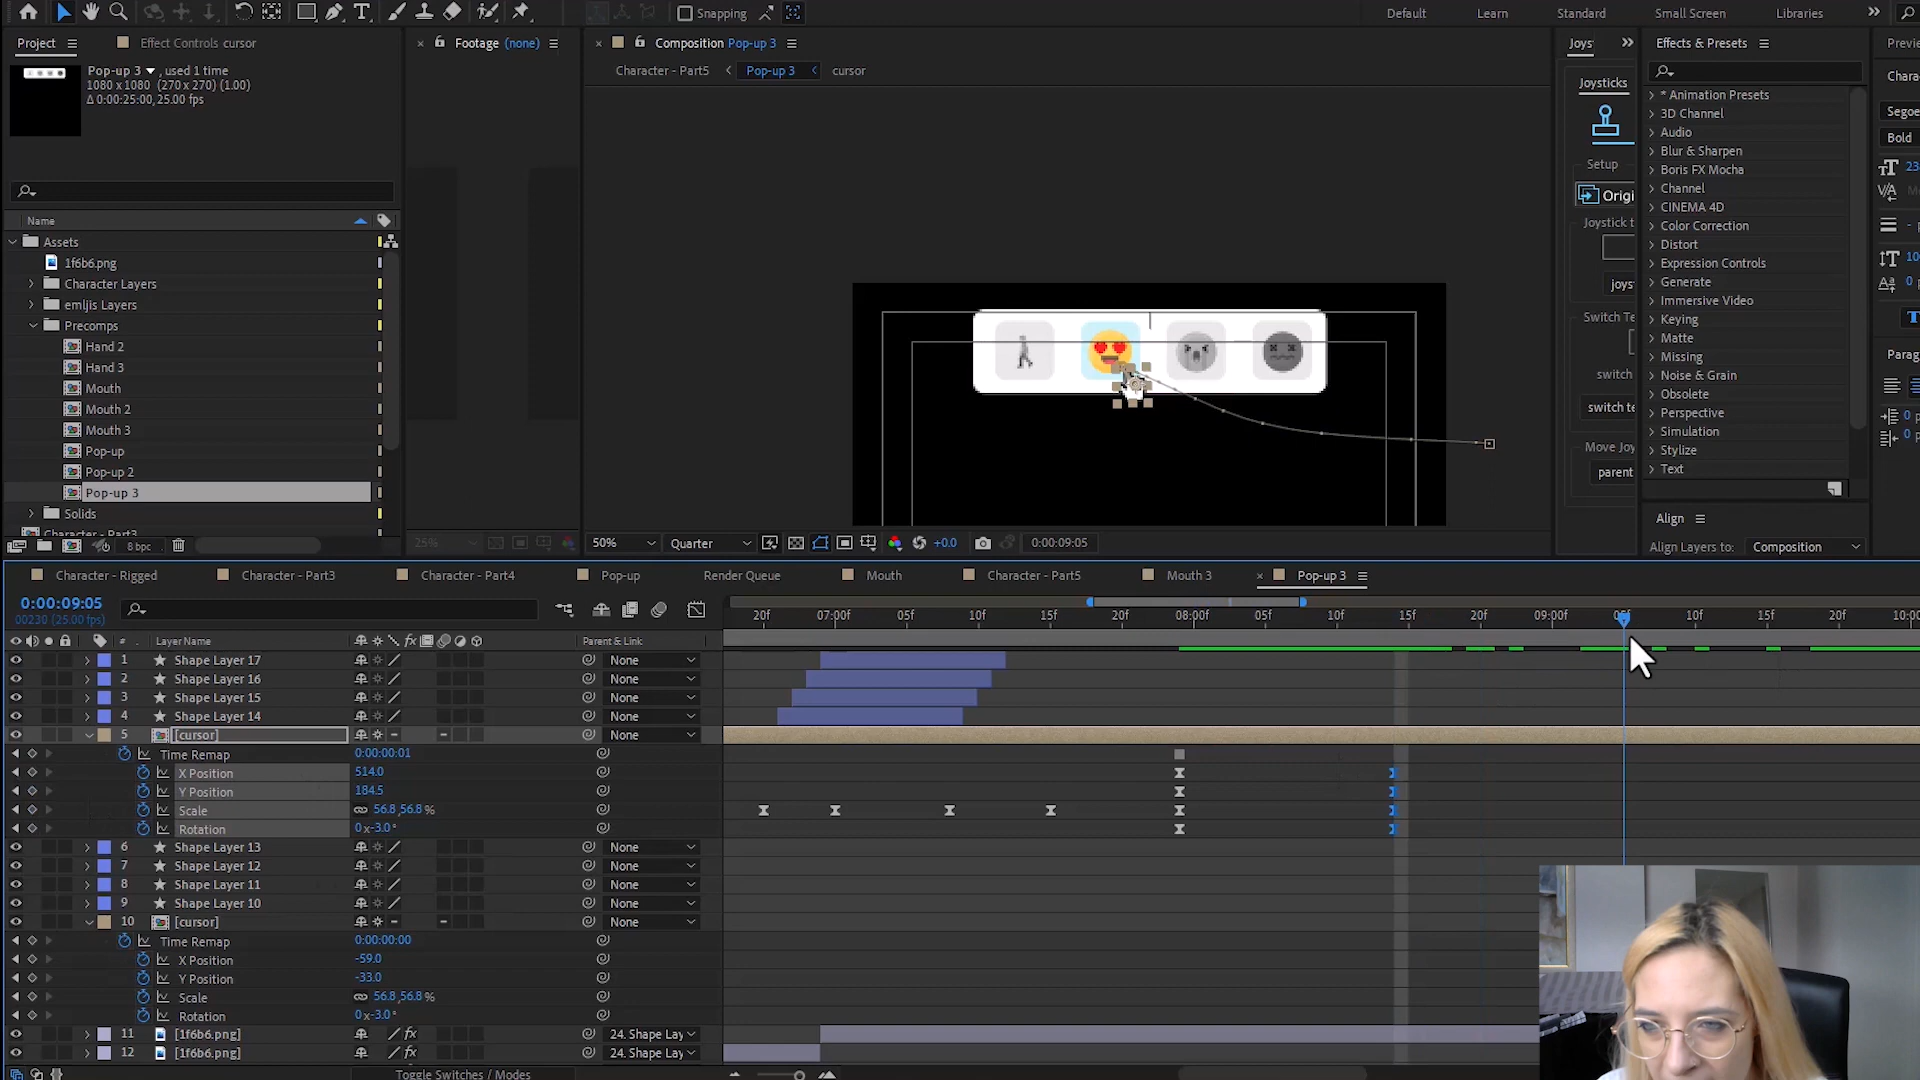 Snapping
Default
Learn
Standard
Small Screen
Libraries
Project
Effect Controls cursor
Footage (none)
Composition Pop-up 3
Joys
Effects & Presets
Previe
Pop-up 3 , used 1 time
1080 x 1080 (270 x 270) (1.00)
Δ 0:00:25:00, 25.00 fps
Character - Part5
Pop-up 3
cursor
Joysticks
Setup
Origi
Joystick t
joys
Switch Te
switch
switch te
Move Joy
parent
Charac
Segoe
Bold
* Animation Presets
3D Channel
Audio
Blur & Sharpen
Boris FX Mocha
Channel
CINEMA 4D
Color Correction
Distort
Expression Controls
Generate
Immersive Video
Keying
Matte
Missing
Noise & Grain
Obsolete
Perspective
Simulation
Stylize
Text
Paragr
Align
Align Layers to:
Composition
Name
Assets
1f6b6.png
Character Layers
emljis Layers
Precomps
Hand 2
Hand 3
Mouth
Mouth 2
Mouth 3
Pop-up
Pop-up 2
Pop-up 3
Solids
Character - Part3
8 bpc
25%
50%
Quarter
+0.0
0:00:09:05
Character - Rigged
Character - Part3
Character - Part4
Pop-up
Render Queue
Mouth
Character - Part5
Mouth 3
Pop-up 3
0:00:09:05
00230 (25.00 fps)
20f
07:00f
05f
10f
15f
20f
08:00f
05f
10f
15f
20f
09:00f
05f
10f
15f
20f
10:00
# Layer Name
Parent & Link
1 Shape Layer 17 None
2 Shape Layer 16 None
3 Shape Layer 15 None
4 Shape Layer 14 None
5 [cursor] None
Time Remap 0:00:00:01
X Position 514.0
Y Position 184.5
Scale 56.8,56.8 %
Rotation 0x-3.0°
6 Shape Layer 13 None
7 Shape Layer 12 None
8 Shape Layer 11 None
9 Shape Layer 10 None
10 [cursor] None
Time Remap 0:00:00:00
X Position -59.0
Y Position -33.0
Scale 56.8,56.8 %
Rotation 0x-3.0°
11 [1f6b6.png] fx 24. Shape Lay
12 [1f6b6.png] fx 24. Shape Lay
Toggle Switches / Modes